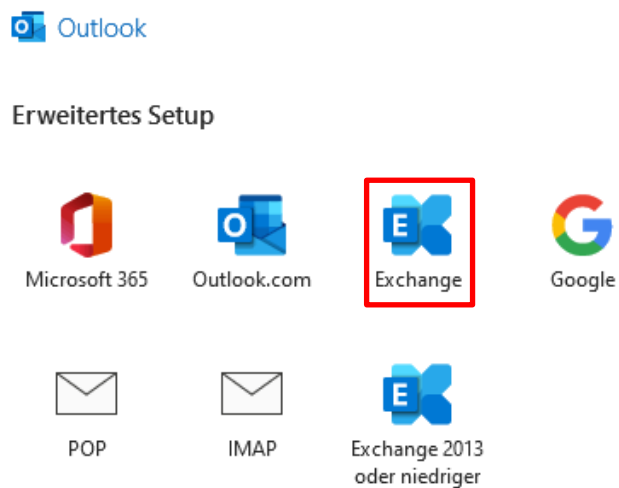 Outlook
Erweitertes Setup
Microsoft 365
Outlook.com
Exchange
Google
POP
IMAP
Exchange 2013
oder niedriger